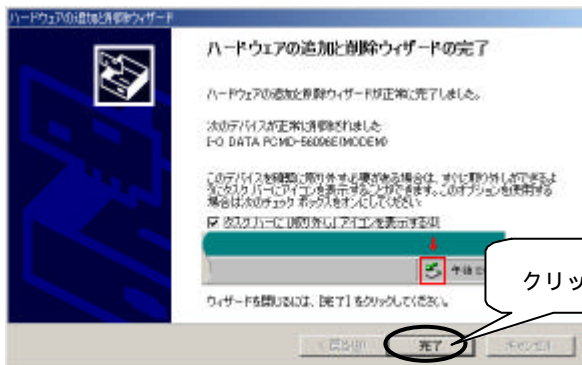 ハードウェアの追加と削除ウィザード
ハードウェアの追加と削除ウィザードの完了
ハードウェアの追加と削除ウィザードが正常に完了しました。
次のデバイスが正常に削除されました
I-O DATA PCMD-56096E(MODEM)
このデバイスを頻繁に取り外す必要がある場合は、すぐに取り外しができるよ
うにタスク バーにアイコンを表示することができます。このオプションを使用する
場合は次のチェック ボックスをオンにしてください
タスクバーに [取り外し] アイコンを表示する(U)
午後
クリッ
ウィザードを閉じるには、[完了] をクリックしてください。
< 戻る(B)
完了
キャンセル